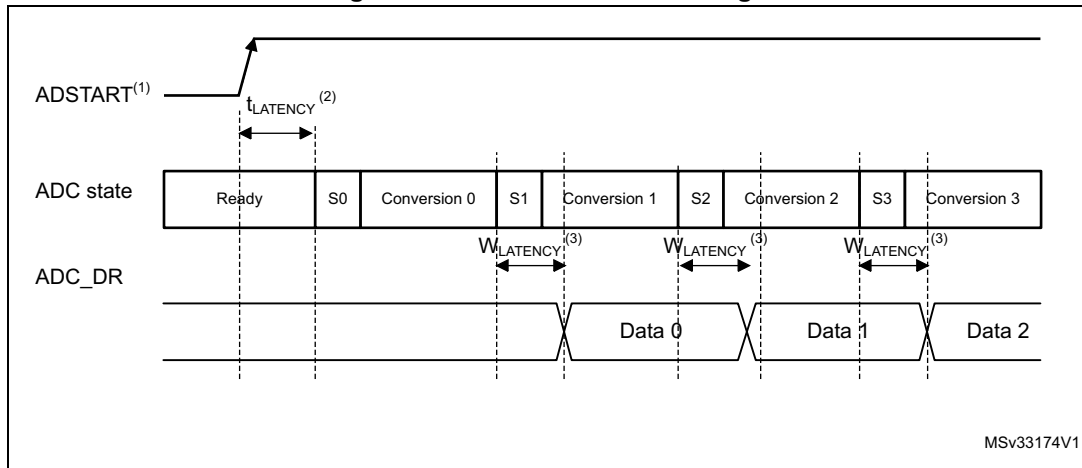 ADSTART(1)
tLATENCY(2)
ADC state
Ready S0 Conversion 0 S1 Conversion 1 S2 Conversion 2 S3 Conversion 3
WLATENCY(3) WLATENCY(3) WLATENCY(3)
ADC_DR
Data 0 Data 1 Data 2
MSv33174V1